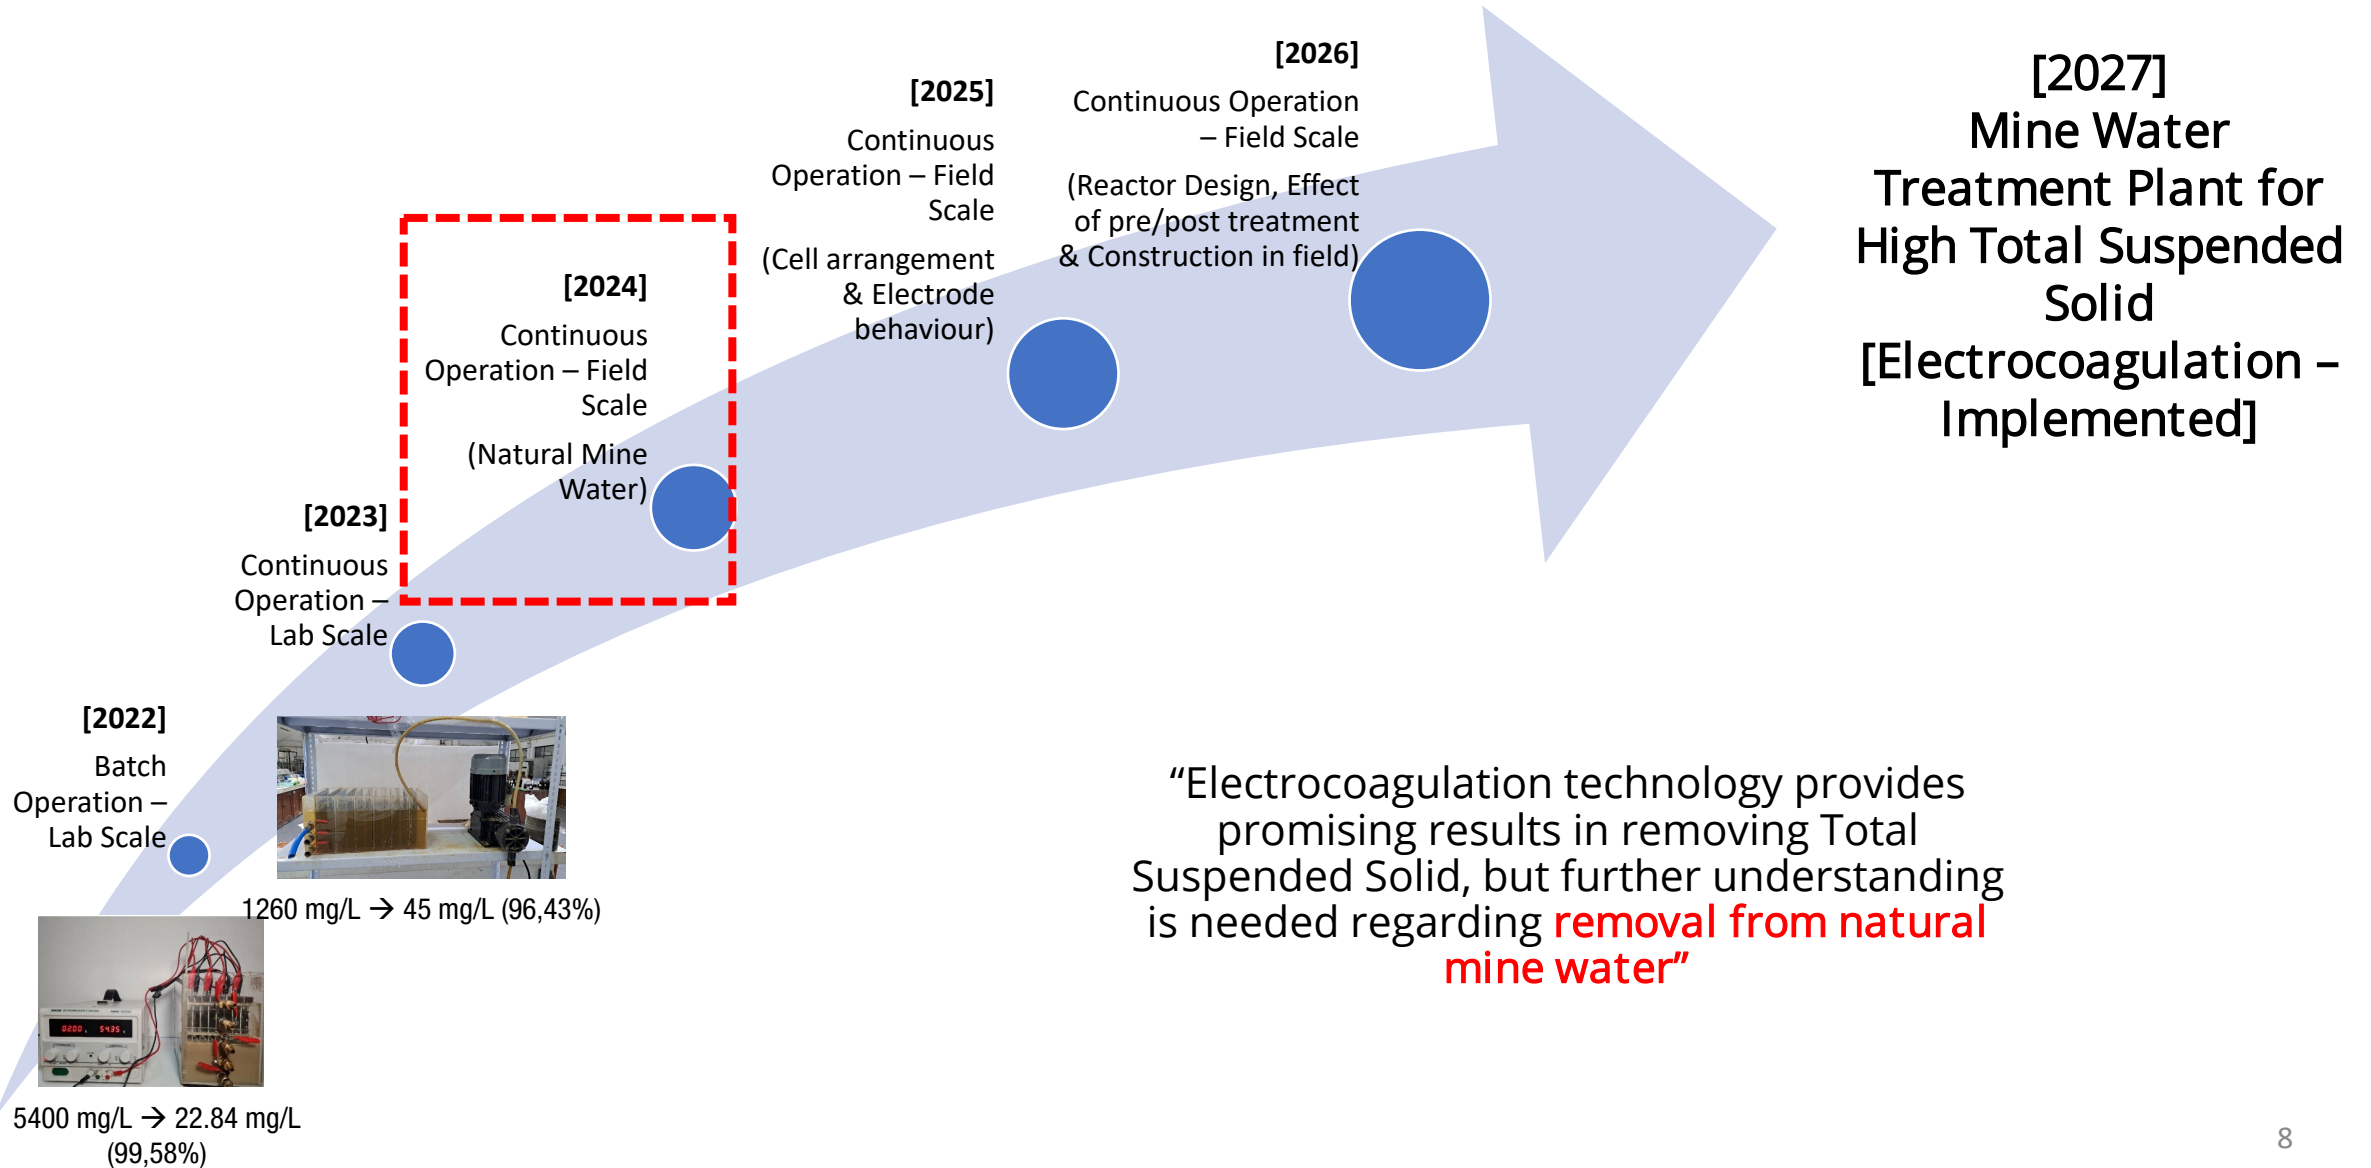 [2022]
Batch
Operation –
Lab Scale
5400 mg/L → 22.84 mg/L
(99,58%)
[2023]
Continuous
Operation –
Lab Scale
1260 mg/L → 45 mg/L (96,43%)
[2024]
Continuous
Operation – Field
Scale
(Natural Mine
Water)
[2025]
Continuous
Operation – Field
Scale
(Cell arrangement
& Electrode
behaviour)
[2026]
Continuous Operation
– Field Scale
(Reactor Design, Effect
of pre/post treatment
& Construction in field)
[2027]
Mine Water
Treatment Plant for
High Total Suspended
Solid
[Electrocoagulation –
Implemented]
“Electrocoagulation technology provides
promising results in removing Total
Suspended Solid, but further understanding
is needed regarding removal from natural
mine water”
8